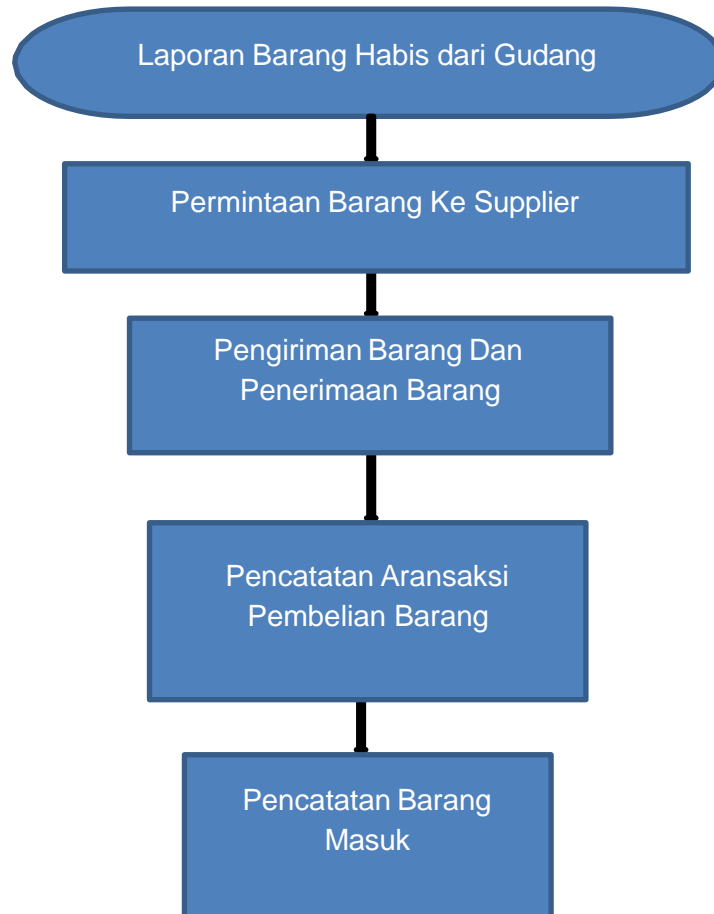 Laporan Barang Habis dari Gudang
Permintaan Barang Ke Supplier
Pengiriman Barang Dan
Penerimaan Barang
Pencatatan Aransaksi
Pembelian Barang
Pencatatan Barang
Masuk